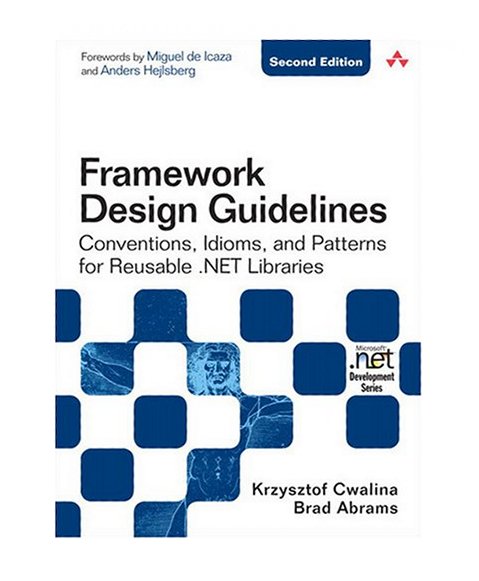 Forewords by Miguel de Icaza
and Anders Hejlsberg
Second Edition
Framework
Design Guidelines
Conventions, Idioms, and Patterns
for Reusable .NET Libraries
Microsoft
.net
Development
Series
Krzysztof Cwalina
Brad Abrams